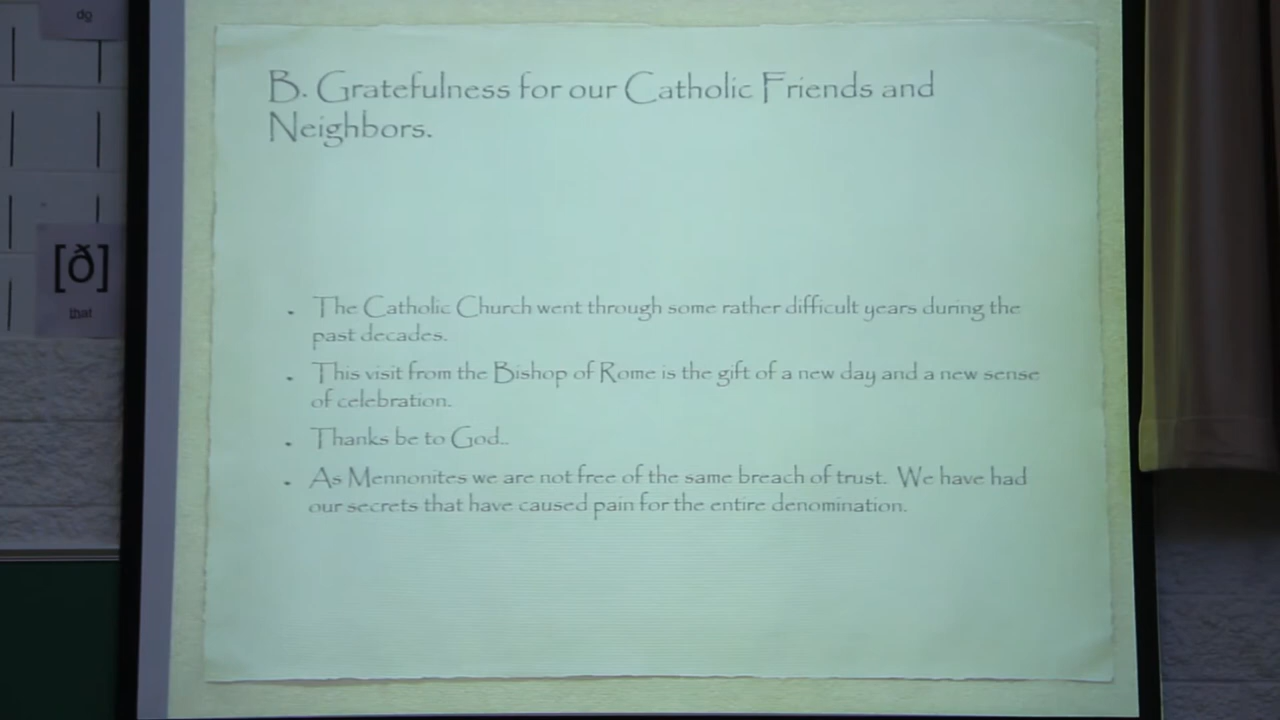 dg
B. Gratefulness for our Catholic Friends and
Neighbors.
[ð]
that
. The Catholic Church went through some rather difficult years during the
past decades.
. This visit from the Bishop of Rome is the gift of a new day and a new sense
of celebration.
. Thanks be to God..
. As Mennonites we are not free of the same breach of trust. We have had
our secrets that have caused pain for the entire denomination.